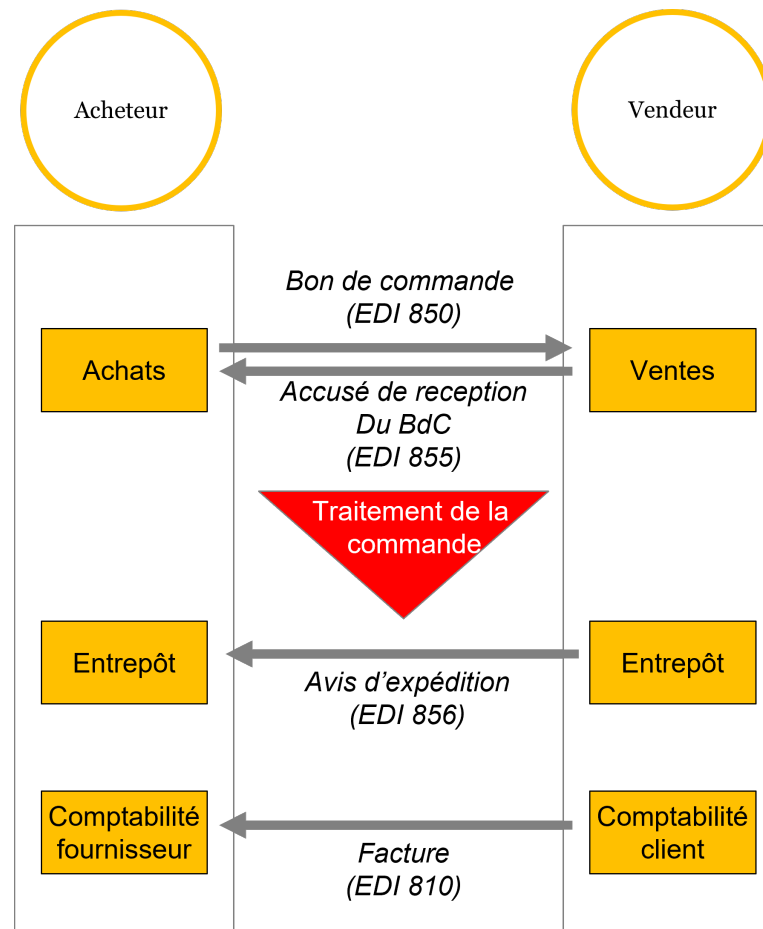 Acheteur
Vendeur
Bon de commande
(EDI 850)
Achats
Ventes
Accusé de reception
Du BdC
(EDI 855)
Traitement de la
commande
Entrepôt
Entrepôt
Avis d’expédition
(EDI 856)
Comptabilité
fournisseur
Comptabilité
client
Facture
(EDI 810)